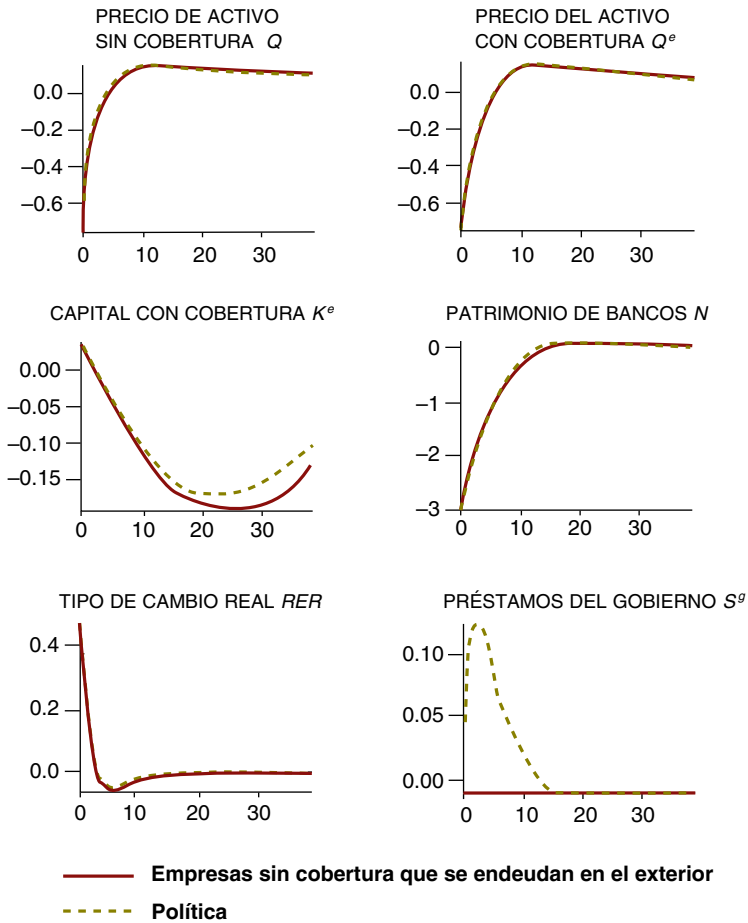 PRECIO DE ACTIVO
SIN COBERTURA Q
0.0
–0.2
–0.4
–0.6
0 10 20 30
PRECIO DEL ACTIVO
CON COBERTURA Qe
0.0
–0.2
–0.4
–0.6
0 10 20 30
CAPITAL CON COBERTURA Ke
0.00
–0.05
–0.10
–0.15
0 10 20 30
PATRIMONIO DE BANCOS N
0
–1
–2
–3
0 10 20 30
TIPO DE CAMBIO REAL RER
0.4
0.2
0.0
0 10 20 30
PRÉSTAMOS DEL GOBIERNO Sg
0.10
0.05
0.00
0 10 20 30
Empresas sin cobertura que se endeudan en el exterior
Política